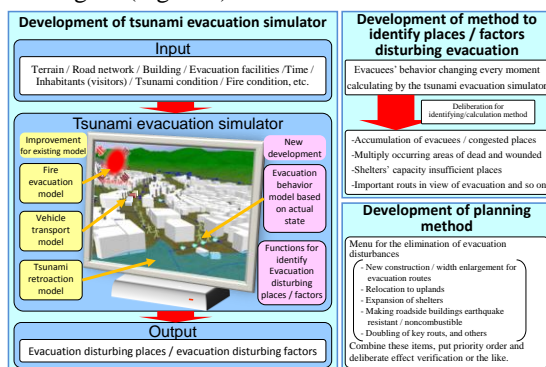 Development of tsunami evacuation simulator
Input
Terrain / Road network / Building / Evacuation facilities /Time /
Inhabitants (visitors) / Tsunami condition / Fire condition, etc.
Tsunami evacuation simulator
Improvement
for existing model
Fire
evacuation
model
Vehicle
transport
model
Tsunami
retroaction
model
New
development
Evacuation
behavior
model based
on actual
state
Functions for
identify
Evacuation
disturbing
places / factors
Output
Evacuation disturbing places / evacuation disturbing factors
Development of method to
identify places / factors
disturbing evacuation
Evacuees' behavior changing every moment
calculating by the tsunami evacuation simulator
Deliberation for
identifying/calculation method
-Accumulation of evacuees / congested places
-Multiply occurring areas of dead and wounded
-Shelters' capacity insufficient places
-Important routs in view of evacuation and so on
Development of planning
method
Menu for the elimination of evacuation
disturbances
- New construction / width enlargement for
evacuation routes
- Relocation to uplands
- Expansion of shelters
- Making roadside buildings earthquake
resistant / noncombustible
- Doubling of key routs, and others
Combine these items, put priority order and
deliberate effect verification or the like.